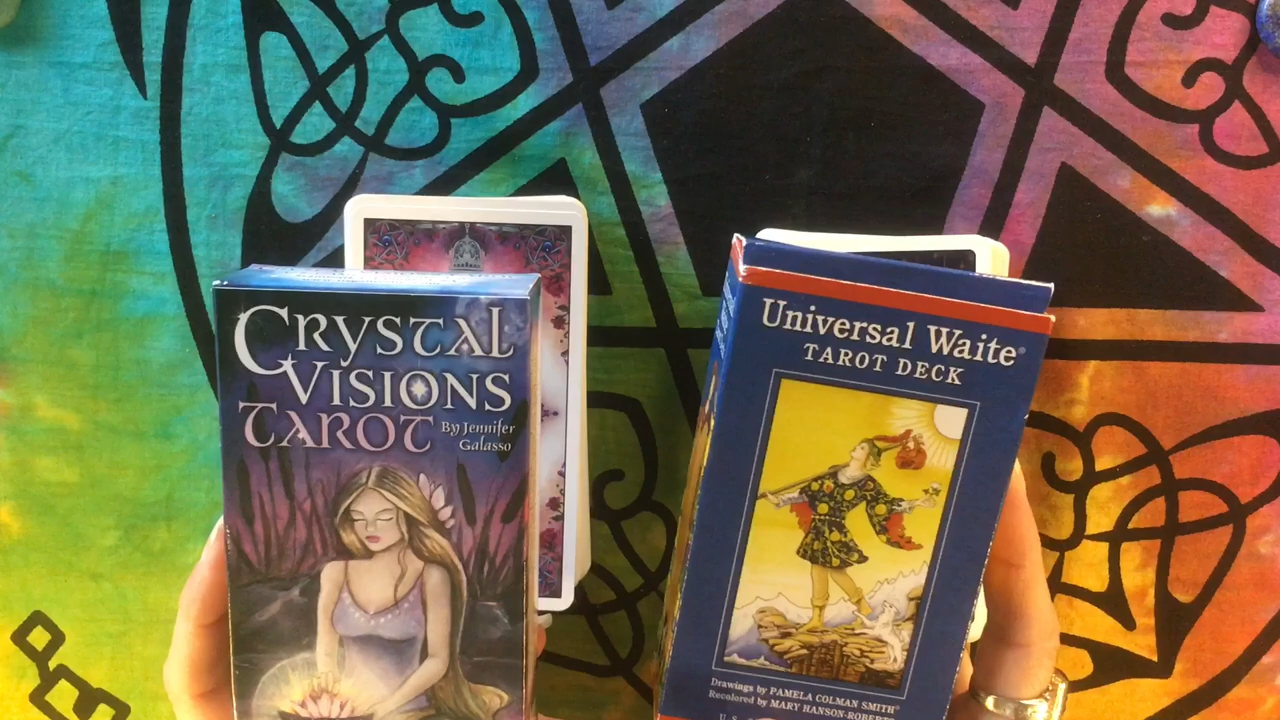 CRYSTAL
VISIONS
TAROT
By Jennifer
Galasso
Universal Waite®
TAROT DECK
Drawings by PAMELA COLMAN SMITH®
Recolored by MARY HANSON-ROBERTS